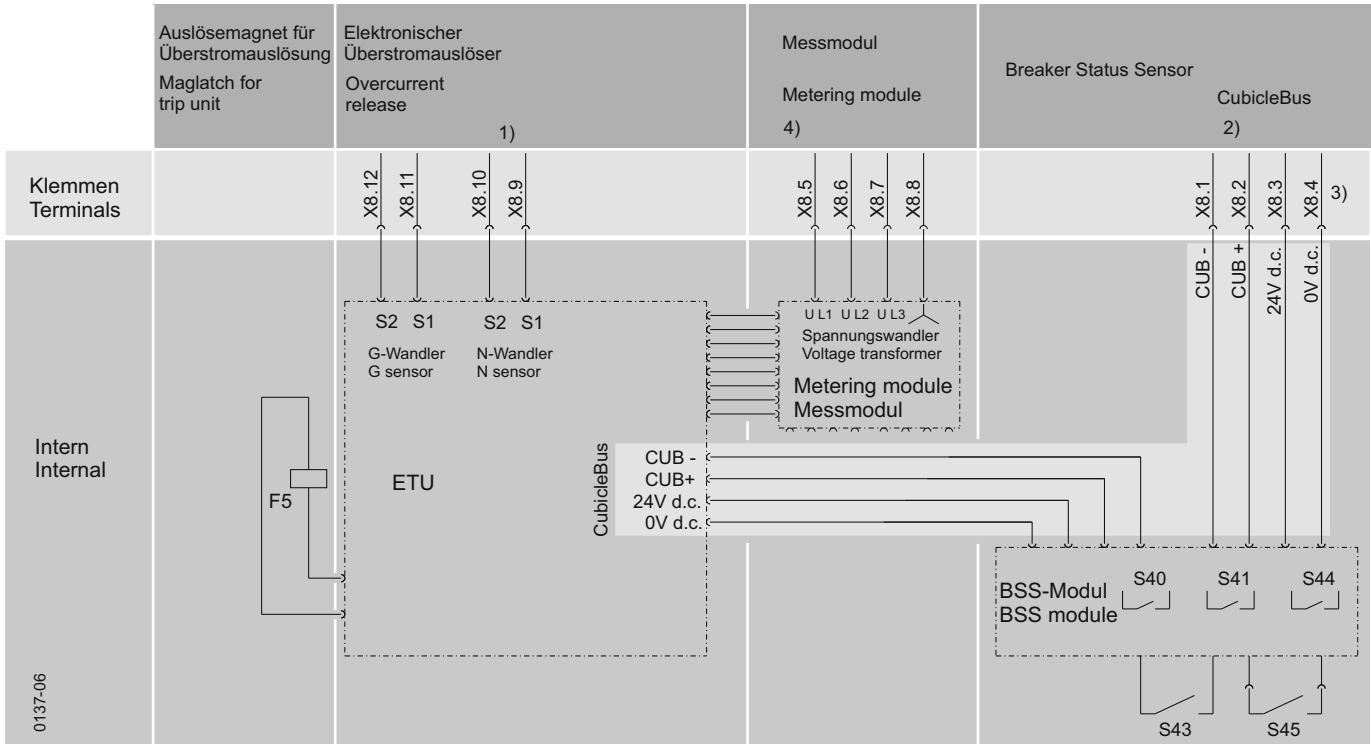 Auslösemagnet für
Überstromauslösung
Maglatch for
trip unit
Elektronischer
Überstromauslöser
Overcurrent
release
1)
Messmodul
Metering module
4)
Breaker Status Sensor
CubicleBus
2)
Klemmen
Terminals
X8.12
X8.11
X8.10
X8.9
X8.5
X8.6
X8.7
X8.8
X8.1
X8.2
X8.3
X8.4
3)
CUB -
CUB +
24V d.c.
0V d.c.
Intern
Internal
S2 S1 S2 S1
G-Wandler
G sensor
N-Wandler
N sensor
U L1 U L2 U L3
Spannungswandler
Voltage transformer
Metering module
Messmodul
F5
ETU
CubicleBus
CUB -
CUB+
24V d.c.
0V d.c.
BSS-Modul
BSS module
S40 S41 S44
S43 S45
0137-06